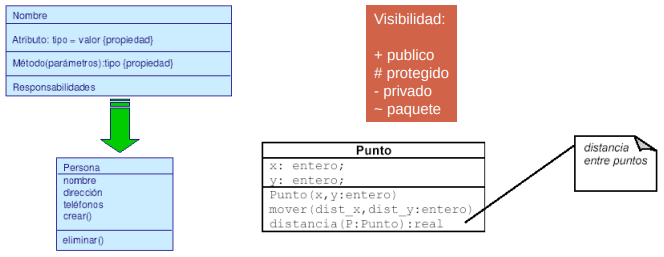 Nombre
Atributo: tipo = valor {propiedad}
Método(parámetros):tipo {propiedad}
Responsabilidades
Visibilidad:
+ publico
# protegido
- privado
~ paquete
Persona
nombre
dirección
teléfonos
crear()
eliminar()
Punto
x: entero;
y: entero;
Punto(x,y:entero)
mover(dist_x,dist_y:entero)
distancia(P:Punto):real
distancia
entre puntos